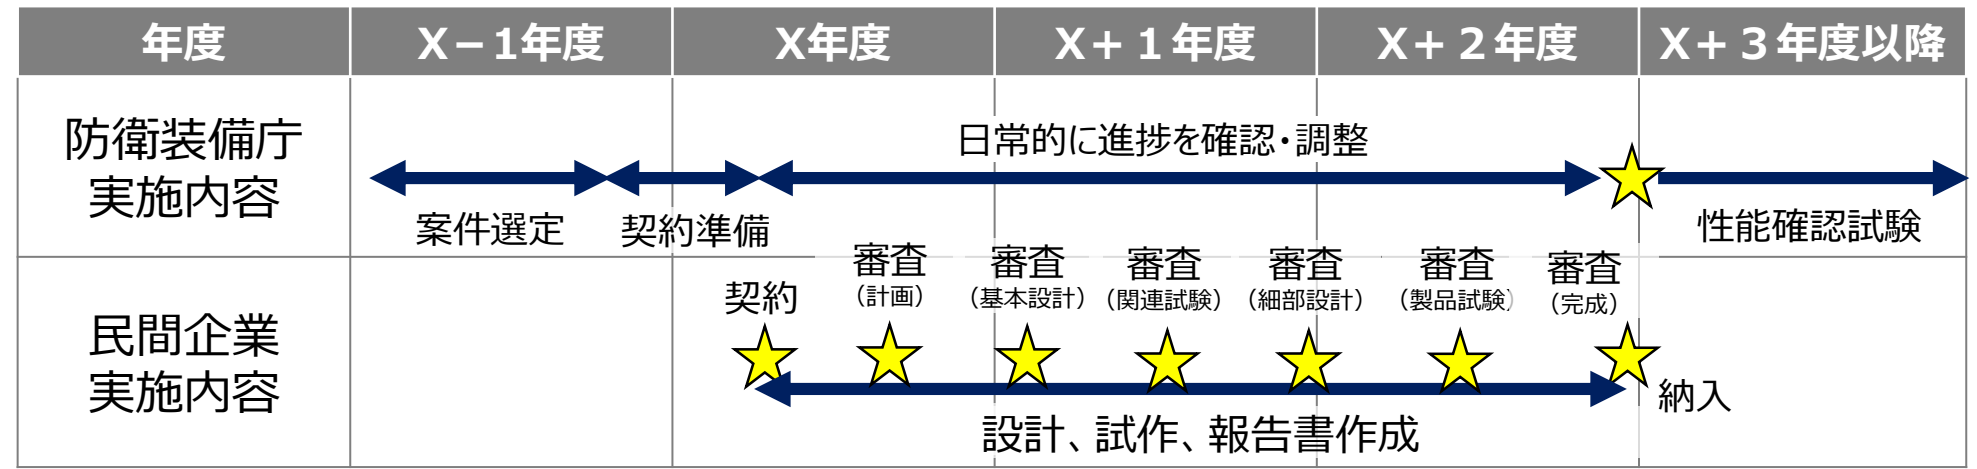 年度
X－1年度
X年度
X＋１年度
X＋２年度
X＋３年度以降
防衛装備庁
実施内容
日常的に進捗を確認・調整
案件選定
契約準備
性能確認試験
民間企業
実施内容
契約
審査
（計画）
審査
（基本設計）
審査
（関連試験）
審査
（細部設計）
審査
（製品試験）
審査
（完成）
納入
設計、試作、報告書作成